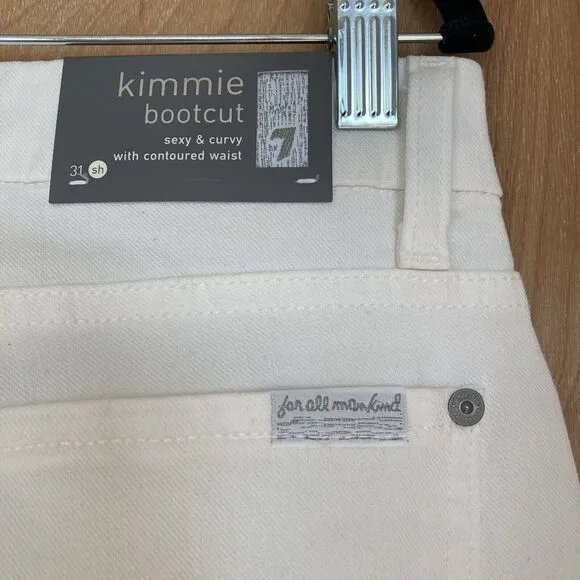 kimmie
bootcut
sexy & curvy
with contoured waist
7
31 sh
for all mankind